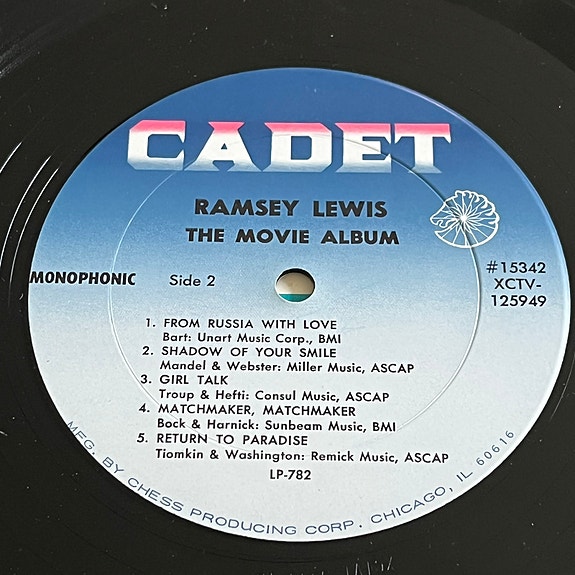 CADET
RAMSEY LEWIS
THE MOVIE ALBUM
MONOPHONIC
Side 2
#15342
XCTV-
125949
1. FROM RUSSIA WITH LOVE
Bart: Unart Music Corp., BMI
2. SHADOW OF YOUR SMILE
Mandel & Webster: Miller Music, ASCAP
3. GIRL TALK
Troup & Hefti: Consul Music, ASCAP
4. MATCHMAKER, MATCHMAKER
Bock & Harnick: Sunbeam Music, BMI
5. RETURN TO PARADISE
Tiomkin & Washington: Remick Music, ASCAP
LP-782
MFG. BY CHESS PRODUCING CORP. CHICAGO, IL 60616